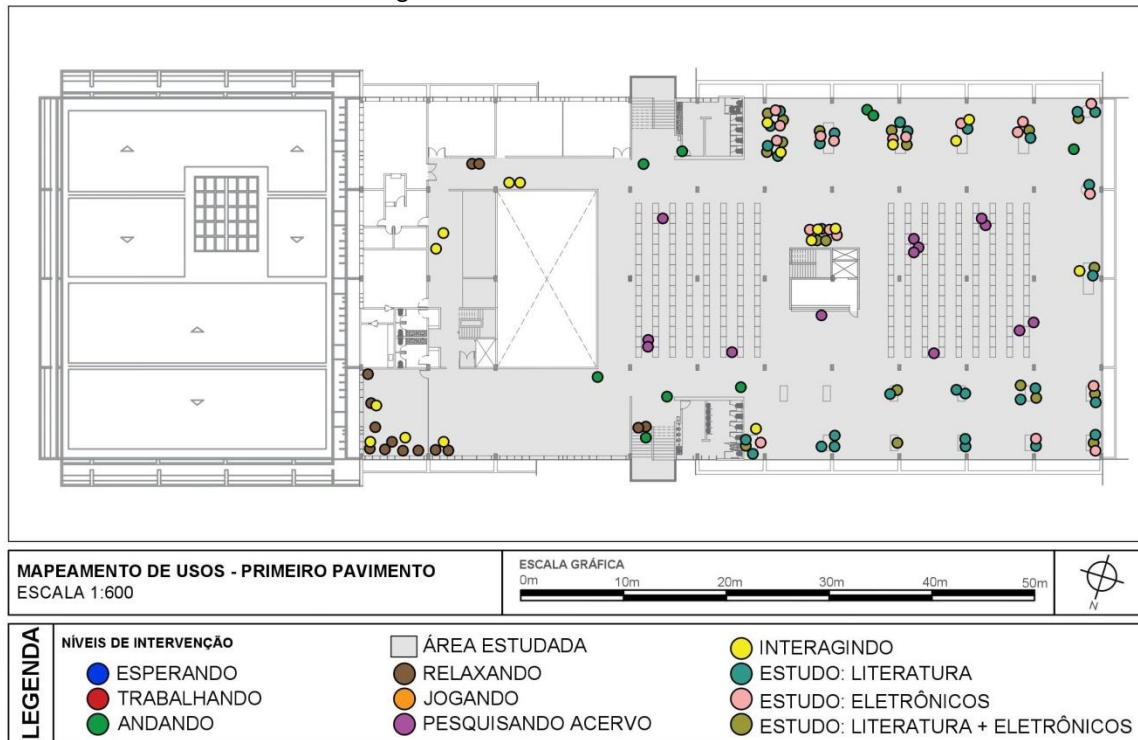 MAPEAMENTO DE USOS - PRIMEIRO PAVIMENTO
ESCALA 1:600
ESCALA GRÁFICA
0m 10m 20m 30m 40m 50m
N
LEGENDA
NÍVEIS DE INTERVENÇÃO
ESPERANDO
TRABALHANDO
ANDANDO
ÁREA ESTUDADA
RELAXANDO
JOGANDO
PESQUISANDO ACERVO
INTERAGINDO
ESTUDO: LITERATURA
ESTUDO: ELETRÔNICOS
ESTUDO: LITERATURA + ELETRÔNICOS